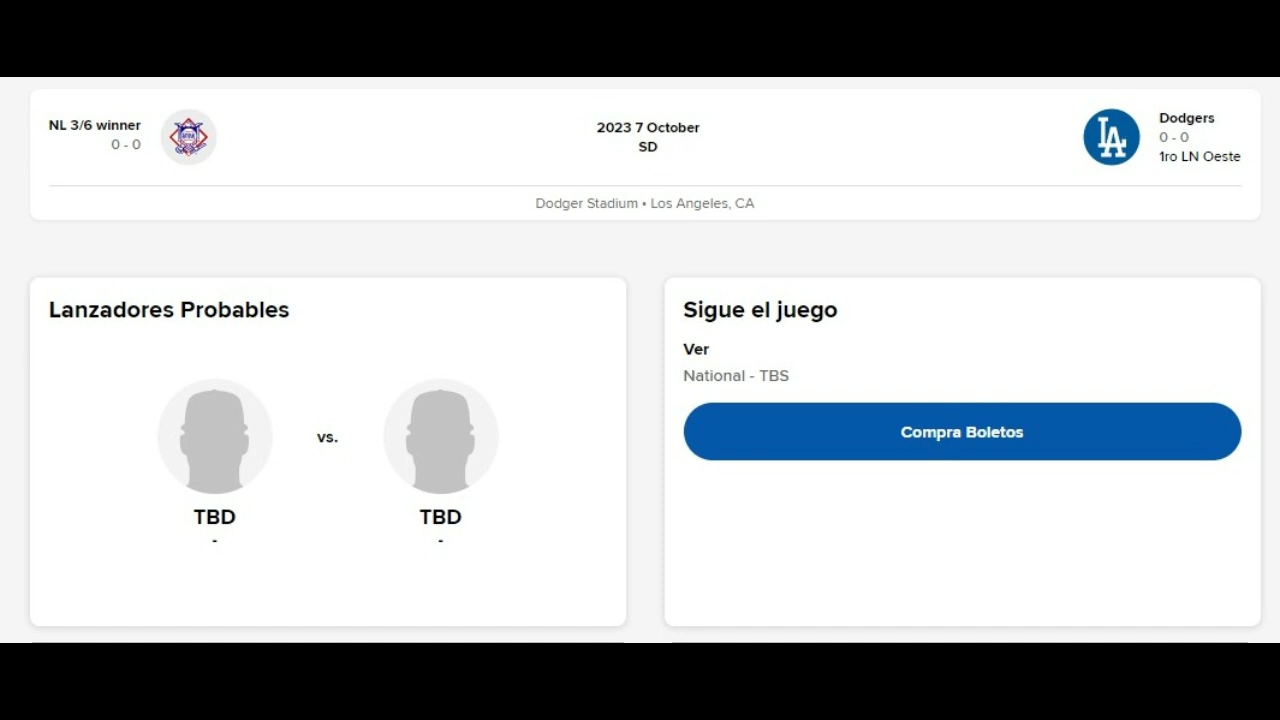 NL 3/6 winner
0 - 0
2023 7 October
SD
LA
Dodgers
0 - 0
1ro LN Oeste
Dodger Stadium • Los Angeles, CA
Lanzadores Probables
vs.
TBD
-
TBD
-
Sigue el juego
Ver
National - TBS
Compra Boletos